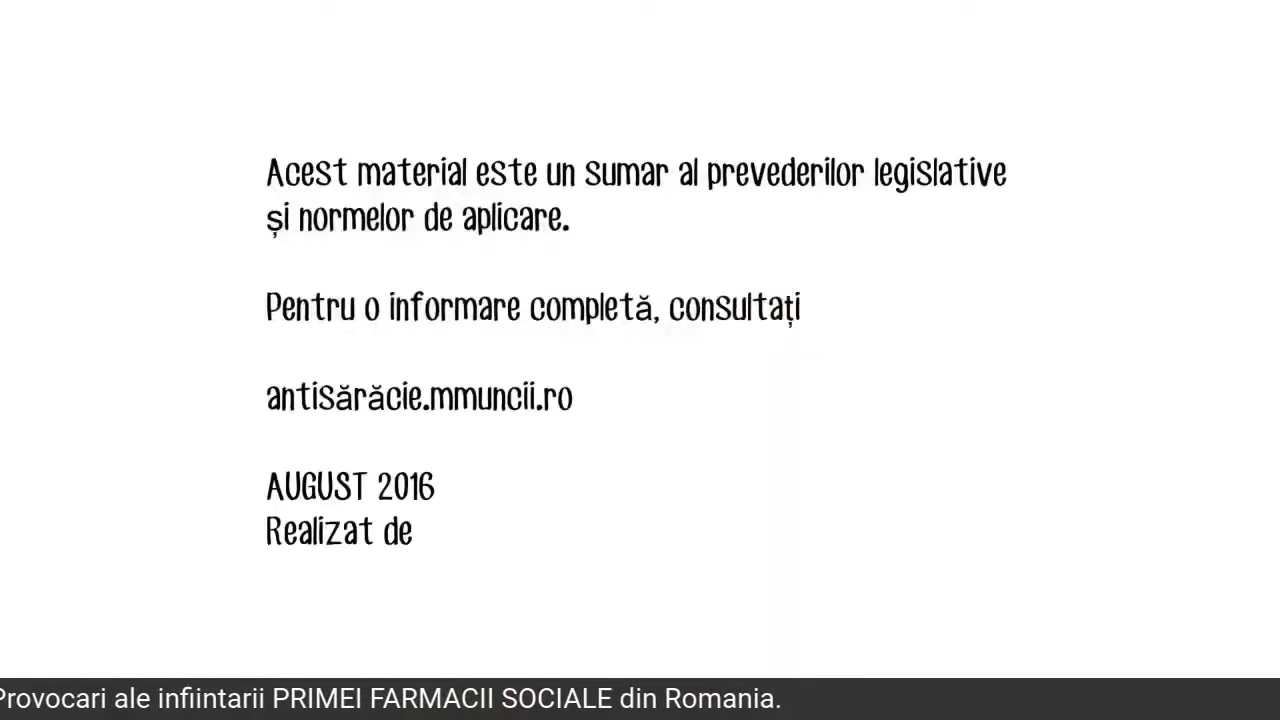 Acest material este un sumar al prevederilor legislative
și normelor de aplicare.
Pentru o informare completă, consultați
antisărăcie.mmuncii.ro
AUGUST 2016
Realizat de
Provocari ale infiintarii PRIMEI FARMACII SOCIALE din Romania.